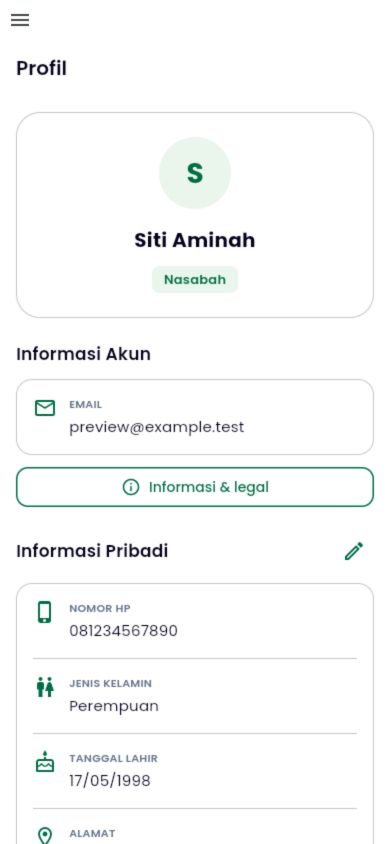 Profil
S
Siti Aminah
Nasabah
Informasi Akun
EMAIL
preview@example.test
Informasi & legal
Informasi Pribadi
NOMOR HP
081234567890
JENIS KELAMIN
Perempuan
TANGGAL LAHIR
17/05/1998
ALAMAT